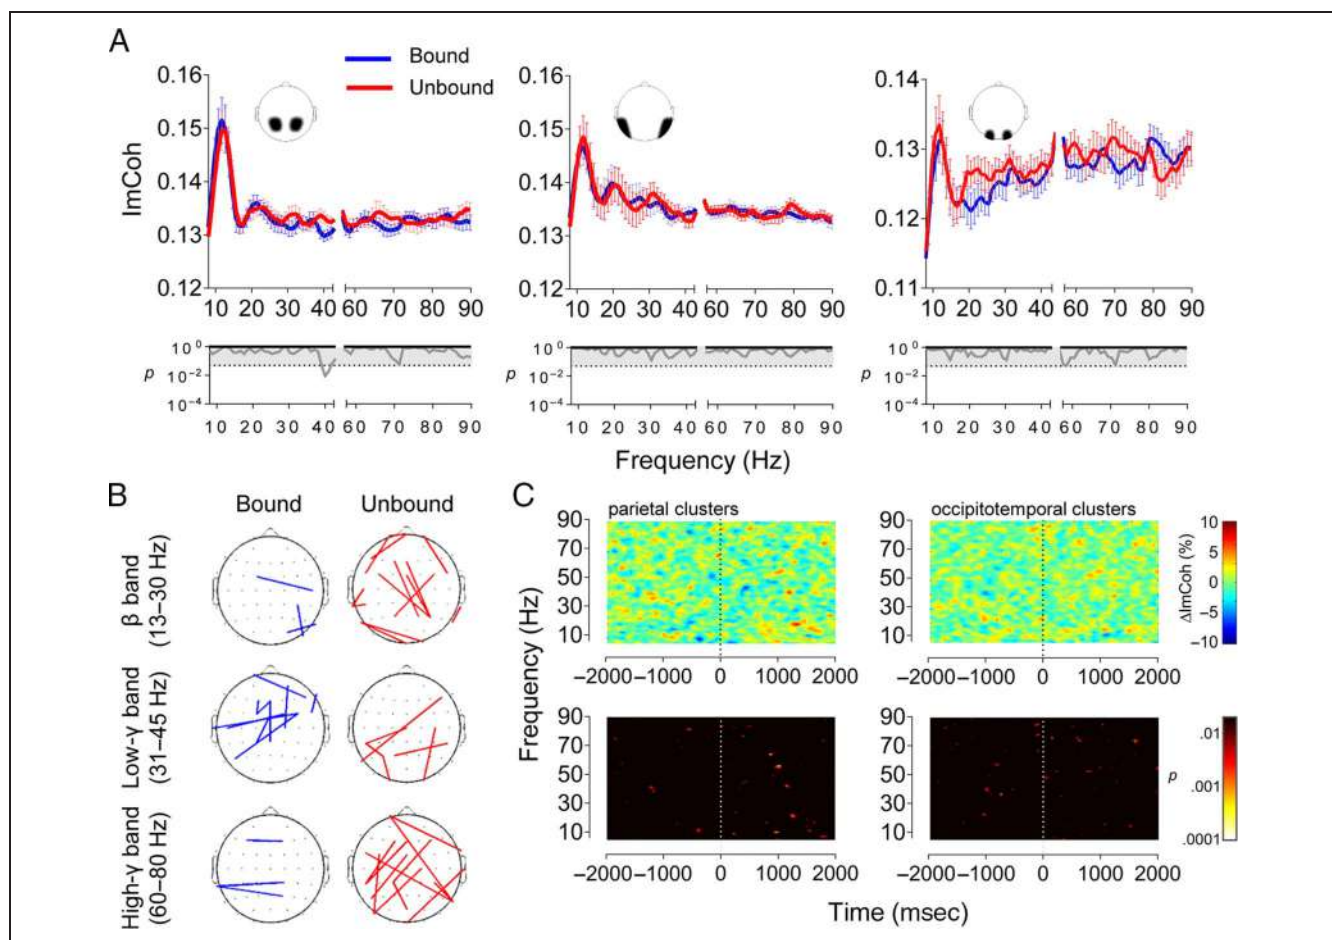 A
Bound
Unbound
0.16
0.15
0.14
0.13
0.12
ImCoh
10 20 30 40 60 70 80 90
0.16
0.15
0.14
0.13
0.12
10 20 30 40 60 70 80 90
0.14
0.13
0.12
0.11
10 20 30 40 60 70 80 90
p
10⁰
10⁻²
10⁻⁴
10 20 30 40 60 70 80 90
p
10⁰
10⁻²
10⁻⁴
10 20 30 40 60 70 80 90
p
10⁰
10⁻²
10⁻⁴
10 20 30 40 60 70 80 90
Frequency (Hz)
B
Bound Unbound
β band
(13–30 Hz)
Low-γ band
(31–45 Hz)
High-γ band
(60–80 Hz)
C
parietal clusters
occipitotemporal clusters
Frequency (Hz)
90
70
50
30
10
−2000 −1000 0 1000 2000
90
70
50
30
10
−2000 −1000 0 1000 2000
10
5
0
−5
−10
ΔImCoh (%)
90
70
50
30
10
−2000 −1000 0 1000 2000
90
70
50
30
10
−2000 −1000 0 1000 2000
p
.01
.001
.0001
Time (msec)